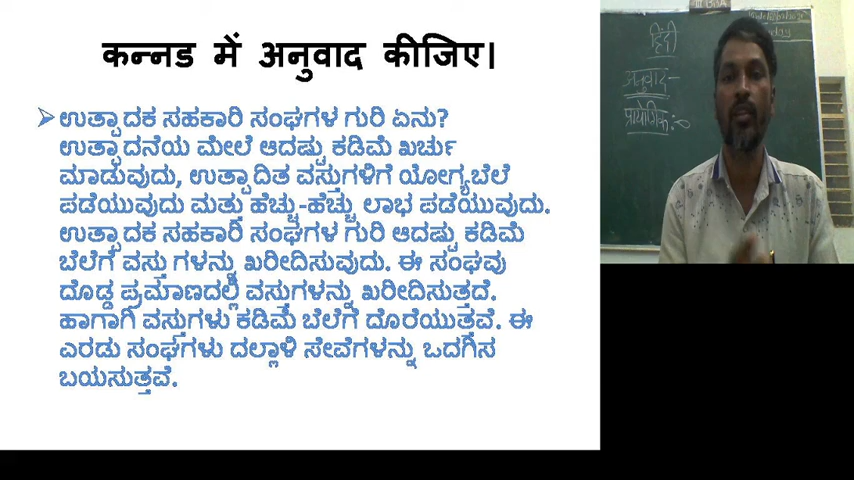 कन्नड में अनुवाद कीजिए।
ಉತ್ಪಾದಕ ಸಹಕಾರಿ ಸಂಘಗಳ ಗುರಿ ಏನು?
ಉತ್ಪಾದನೆಯ ಮೇಲೆ ಆದಷ್ಟು ಕಡಿಮೆ ಖರ್ಚು
ಮಾಡುವುದು, ಉತ್ಪಾದಿತ ವಸ್ತುಗಳಿಗೆ ಯೋಗ್ಯಬೆಲೆ
ಪಡೆಯುವುದು ಮತ್ತು ಹೆಚ್ಚು-ಹೆಚ್ಚು ಲಾಭ ಪಡೆಯುವುದು.
ಉತ್ಪಾದಕ ಸಹಕಾರಿ ಸಂಘಗಳ ಗುರಿ ಆದಷ್ಟು ಕಡಿಮೆ
ಬೆಲೆಗೆ ವಸ್ತುಗಳನ್ನು ಖರೀದಿಸುವುದು. ಈ ಸಂಘವು
ದೊಡ್ಡ ಪ್ರಮಾಣದಲ್ಲಿ ವಸ್ತುಗಳನ್ನು ಖರೀದಿಸುತ್ತದೆ.
ಹಾಗಾಗಿ ವಸ್ತುಗಳು ಕಡಿಮೆ ಬೆಲೆಗೆ ದೊರೆಯುತ್ತವೆ. ಈ
ಎರಡು ಸಂಘಗಳು ದಲ್ಲಾಳಿ ಸೇವೆಗಳನ್ನು ಒದಗಿಸ
ಬಯಸುತ್ತವೆ.
हिंदी
अनुवाद-
प्रायोगिक:-